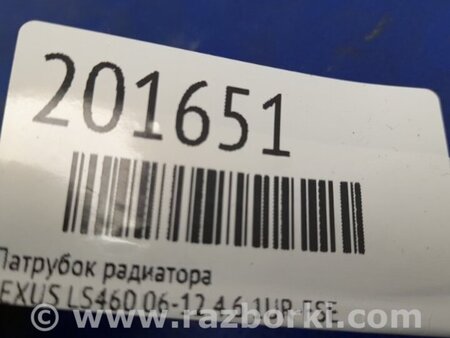 201651
Патрубок радиатора
EXUS LS460 06-12 4.6 1UR-FSE
www.razborki.com